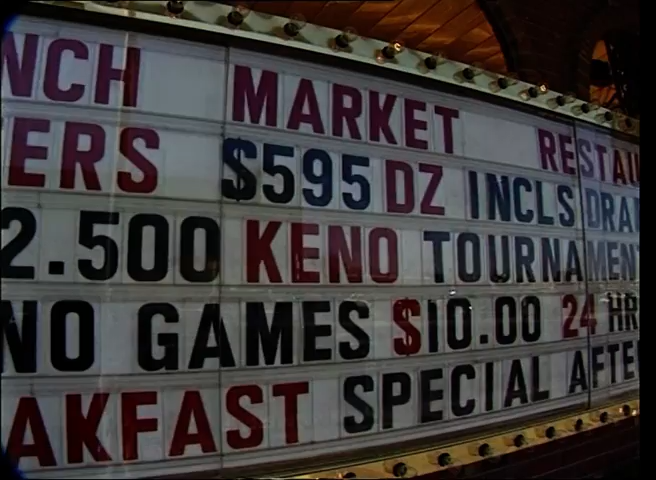 NCH MARKET RESTAU
ERS $595 DZ INCLS DRA
2.500 KENO TOURNAMEN
NO GAMES $10.00 24 HR
AKFAST SPECIAL AFTE